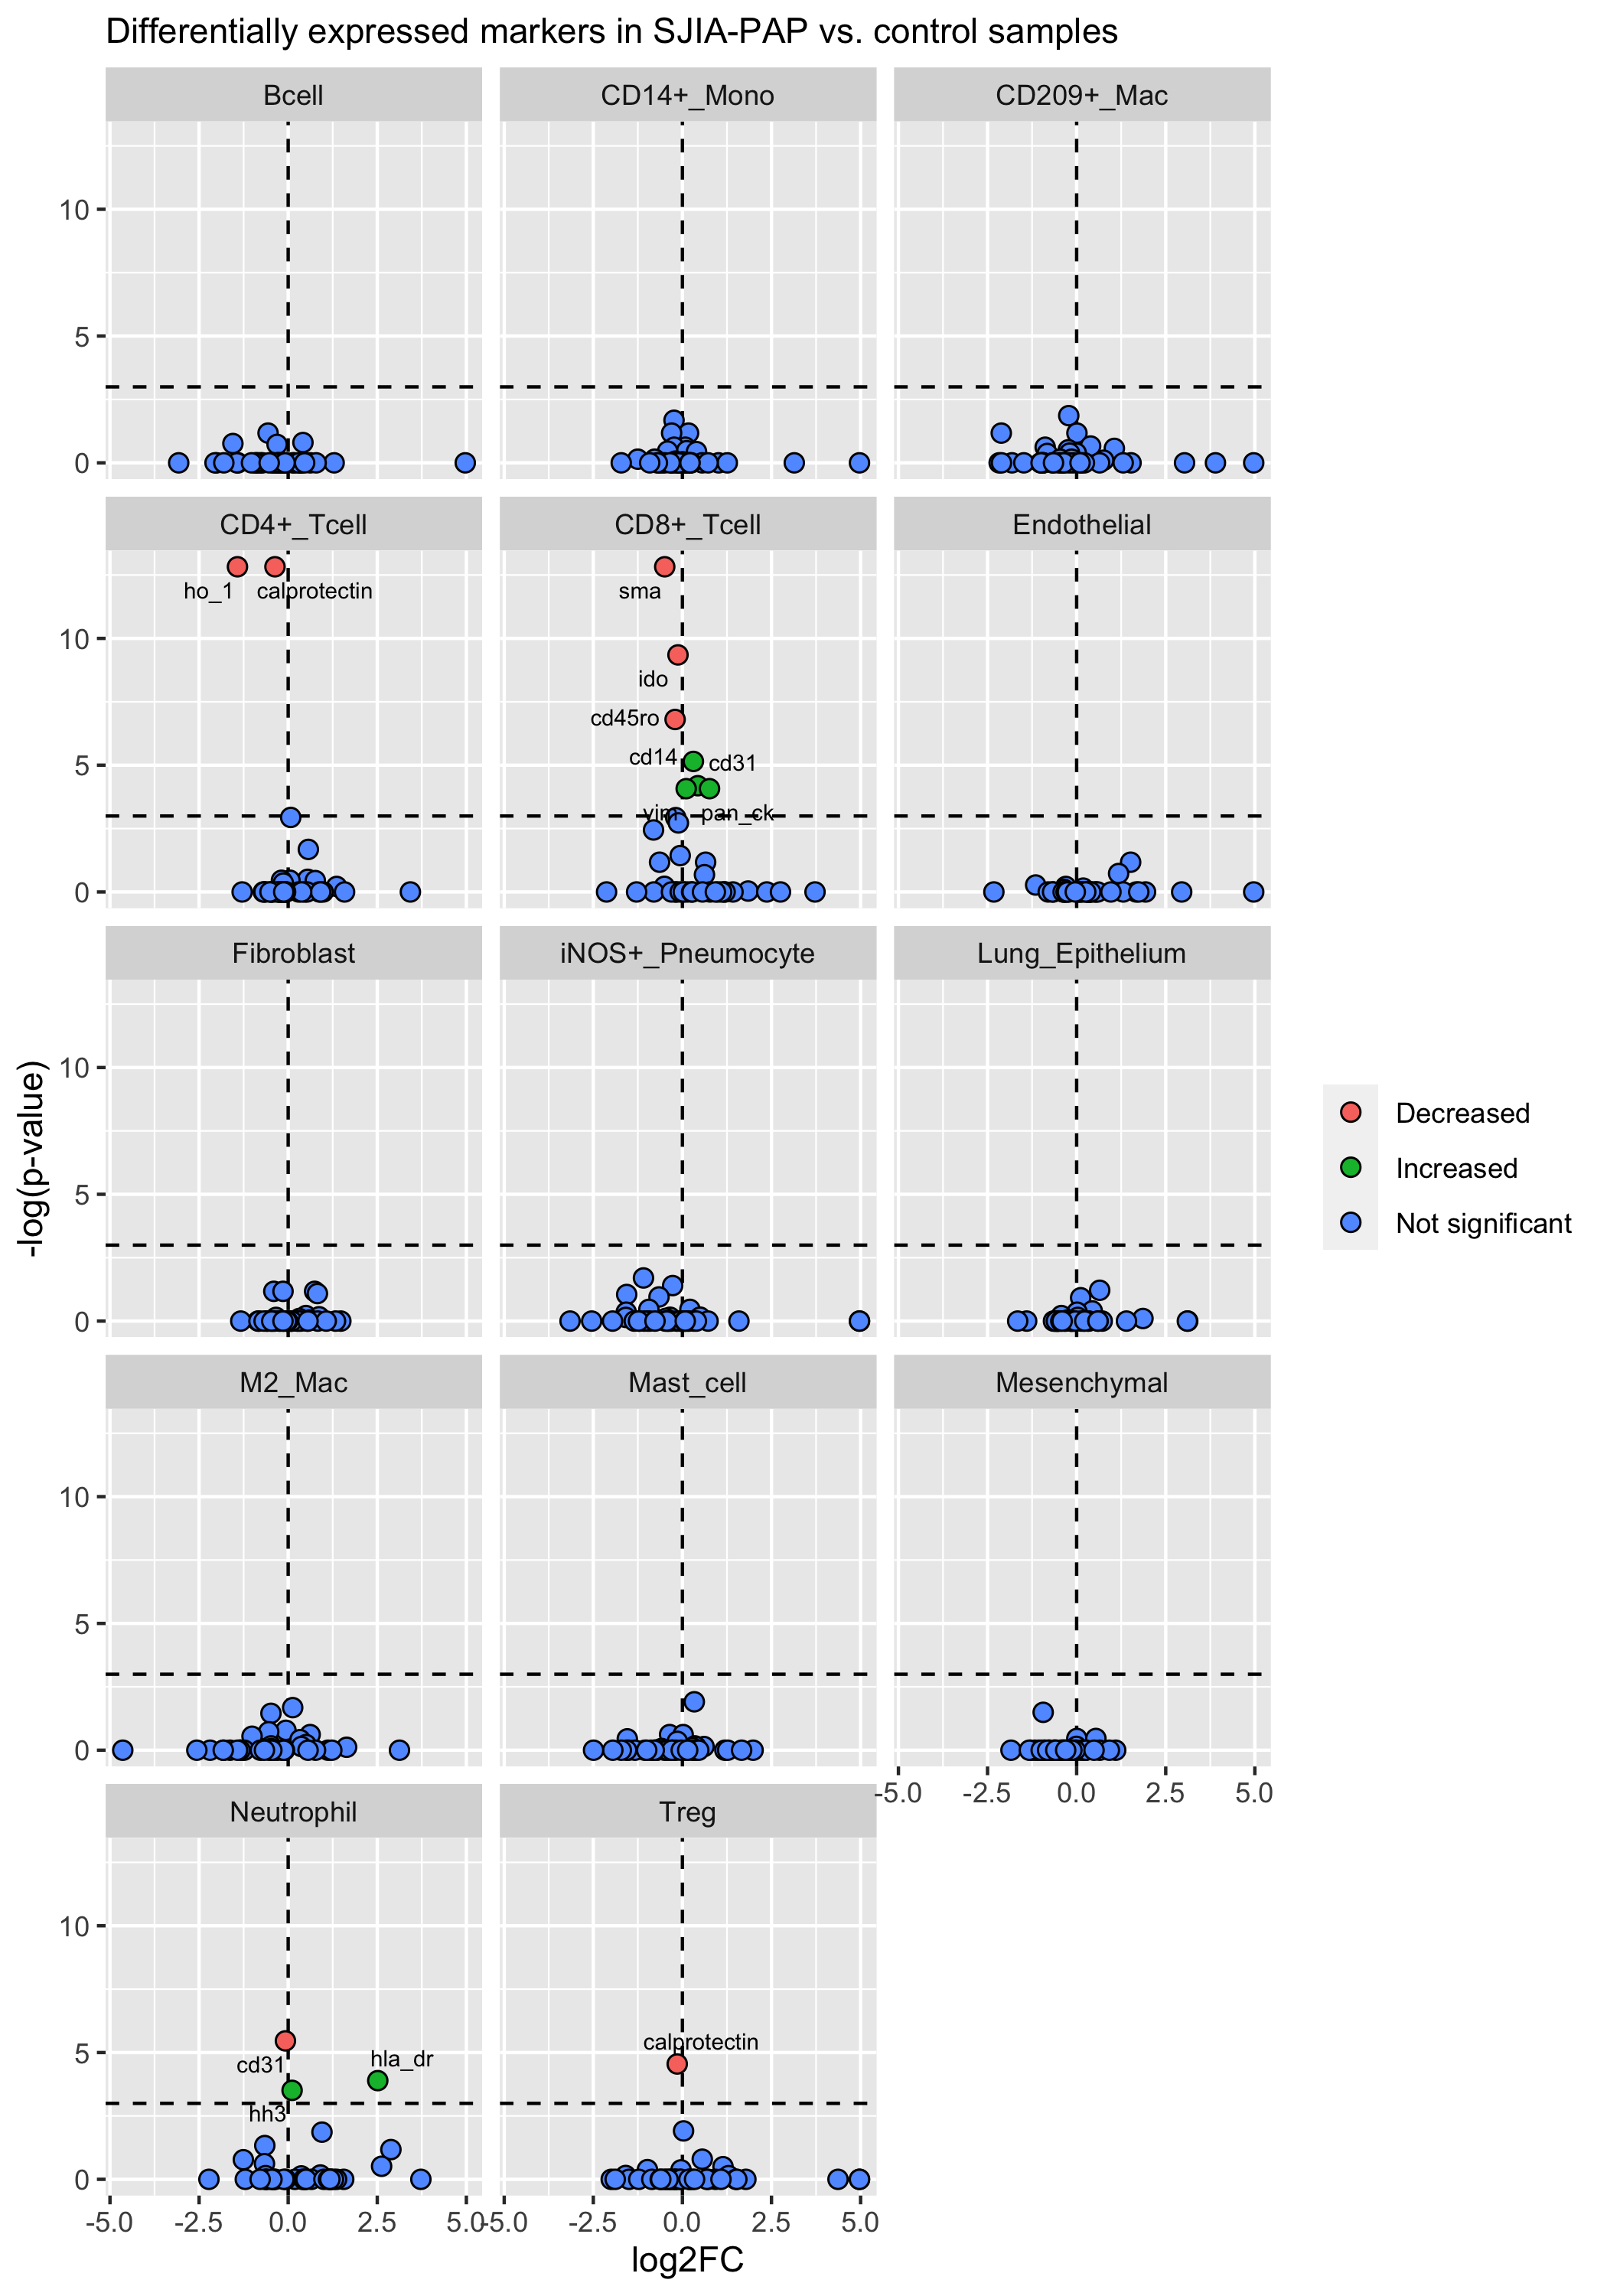 Differentially expressed markers in SJIA-PAP vs. control samples
Bcell
CD14+_Mono
CD209+_Mac
10
5
0
CD4+_Tcell
CD8+_Tcell
Endothelial
ho_1
calprotectin
sma
10
ido
cd45ro
cd14
cd31
5
vim
pan_ck
0
Fibroblast
iNOS+_Pneumocyte
Lung_Epithelium
10
5
0
-log(p-value)
Decreased
Increased
Not significant
M2_Mac
Mast_cell
Mesenchymal
10
5
0
-5.0 -2.5 0.0 2.5 5.0
Neutrophil
Treg
10
5
cd31
hla_dr
hh3
calprotectin
0
-5.0 -2.5 0.0 2.5 5.0
-5.0 -2.5 0.0 2.5 5.0
log2FC